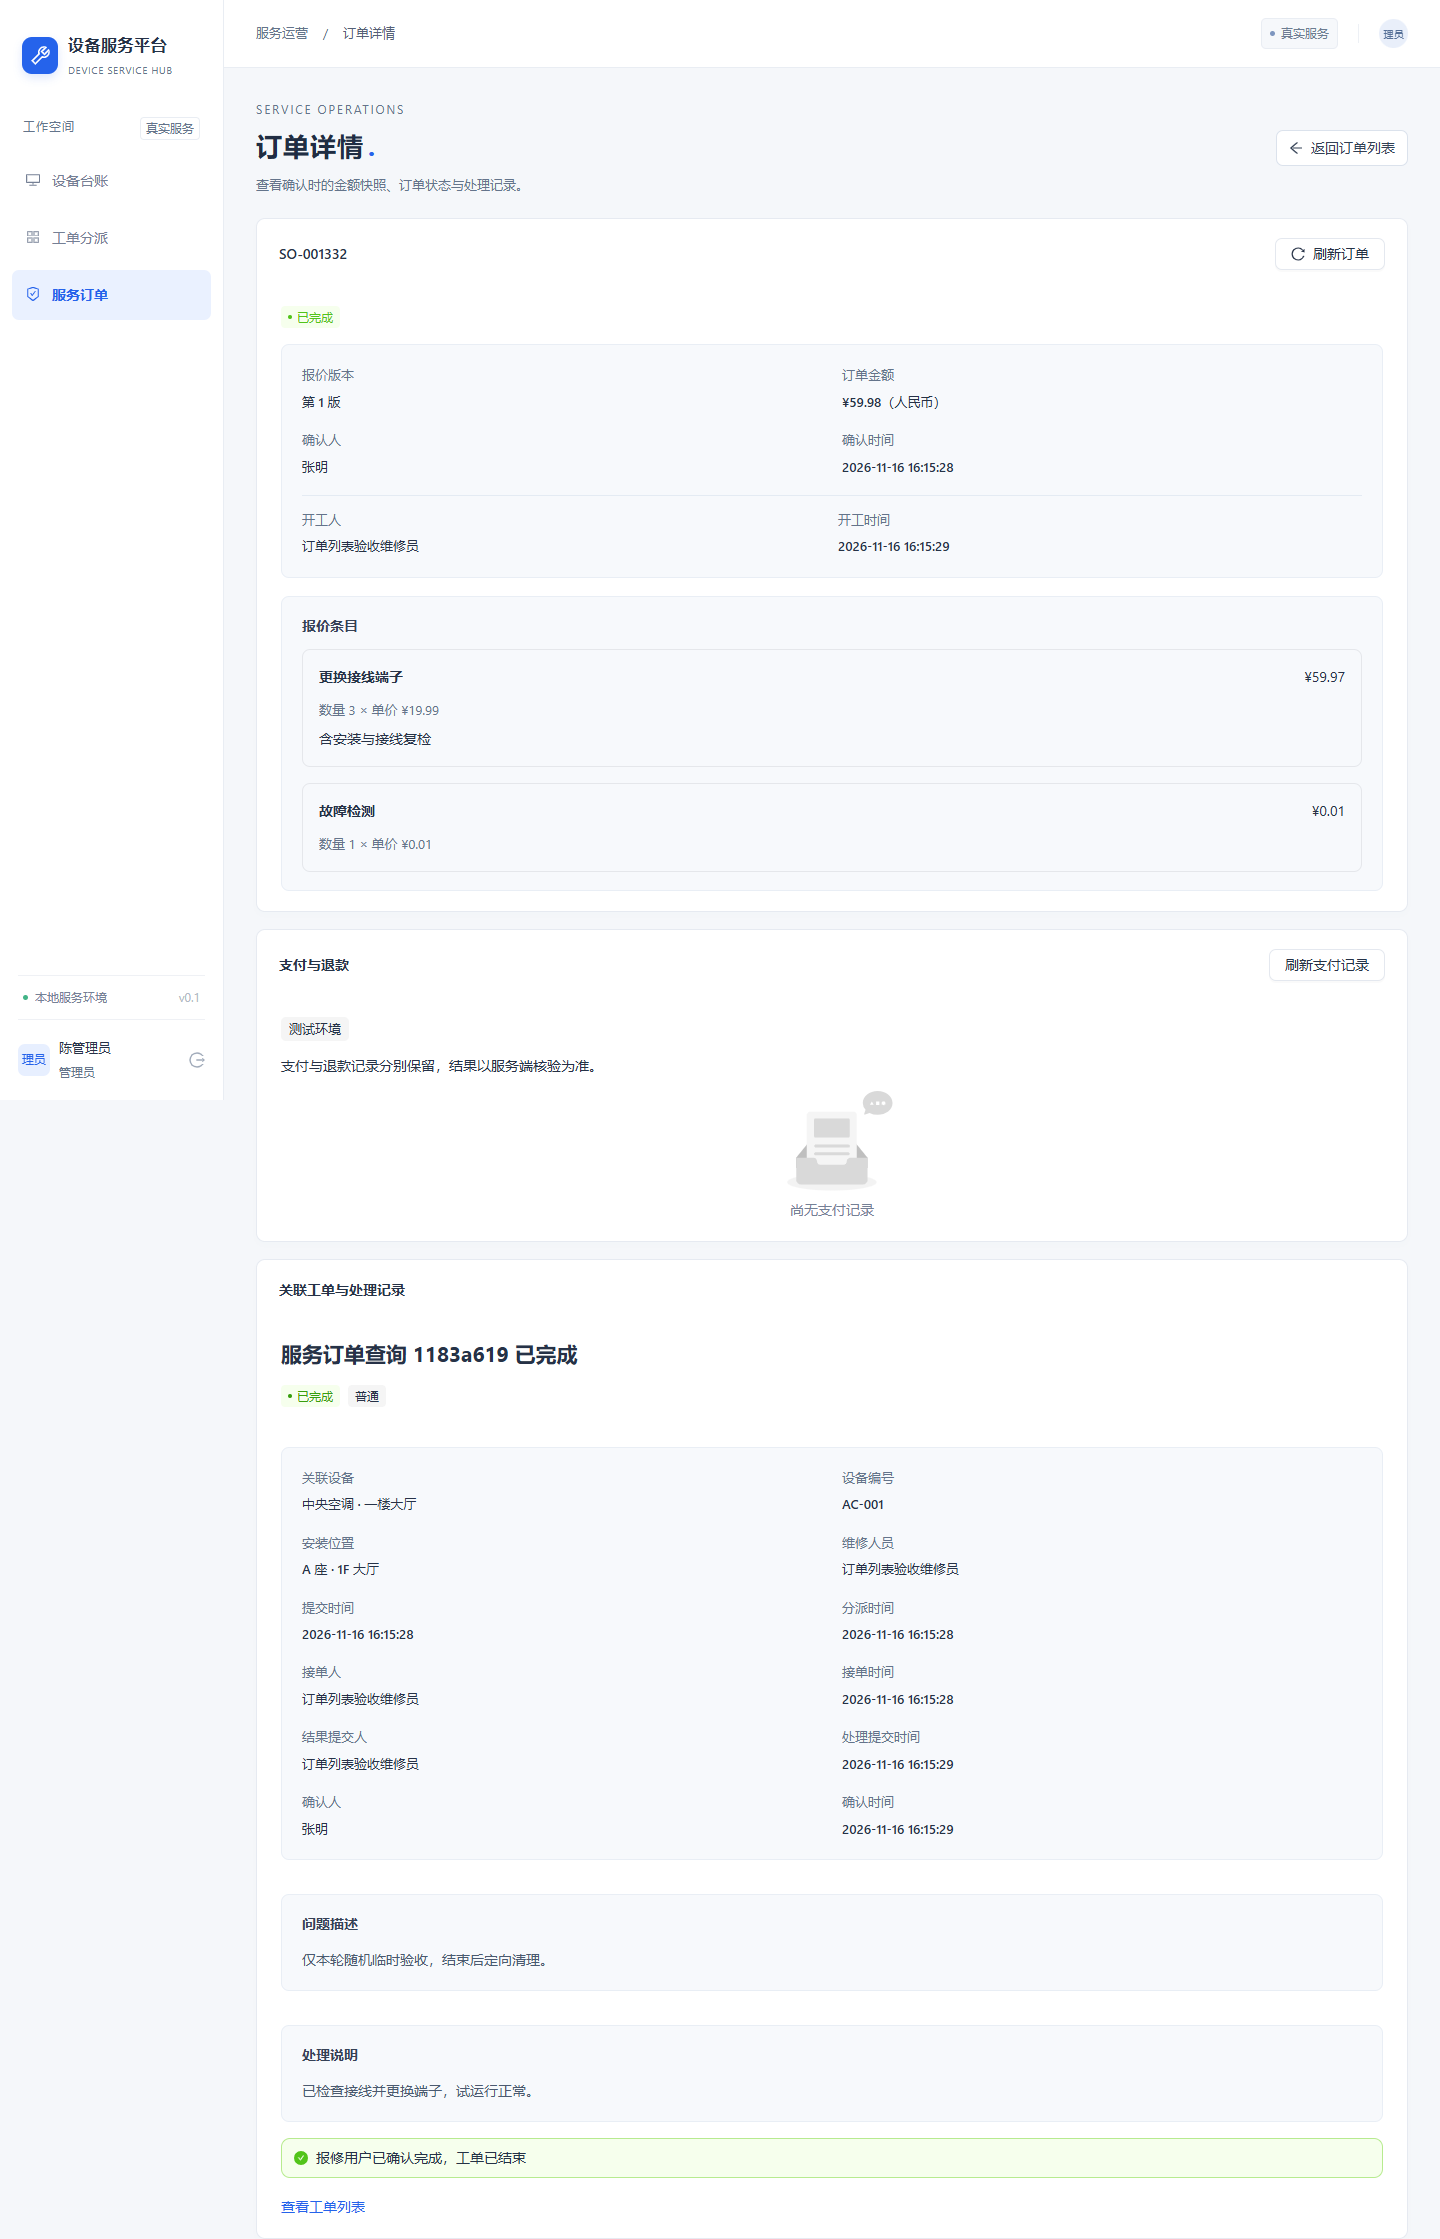 设备服务平台
DEVICE SERVICE HUB
工作空间
真实服务
设备台账
工单分派
服务订单
本地服务环境
v0.1
理员
陈管理员
管理员
服务运营 / 订单详情
真实服务
理员
SERVICE OPERATIONS
订单详情.
查看确认时的金额快照、订单状态与处理记录。
返回订单列表
SO-001332
刷新订单
已完成
报价版本
第 1 版
订单金额
¥59.98（人民币）
确认人
张明
确认时间
2026-11-16 16:15:28
开工人
订单列表验收维修员
开工时间
2026-11-16 16:15:29
报价条目
更换接线端子
¥59.97
数量 3 × 单价 ¥19.99
含安装与接线复检
故障检测
¥0.01
数量 1 × 单价 ¥0.01
支付与退款
刷新支付记录
测试环境
支付与退款记录分别保留，结果以服务端核验为准。
尚无支付记录
关联工单与处理记录
服务订单查询 1183a619 已完成
已完成
普通
关联设备
中央空调 · 一楼大厅
设备编号
AC-001
安装位置
A 座 · 1F 大厅
维修人员
订单列表验收维修员
提交时间
2026-11-16 16:15:28
分派时间
2026-11-16 16:15:28
接单人
订单列表验收维修员
接单时间
2026-11-16 16:15:28
结果提交人
订单列表验收维修员
处理提交时间
2026-11-16 16:15:29
确认人
张明
确认时间
2026-11-16 16:15:29
问题描述
仅本轮随机临时验收，结束后定向清理。
处理说明
已检查接线并更换端子，试运行正常。
报修用户已确认完成，工单已结束
查看工单列表